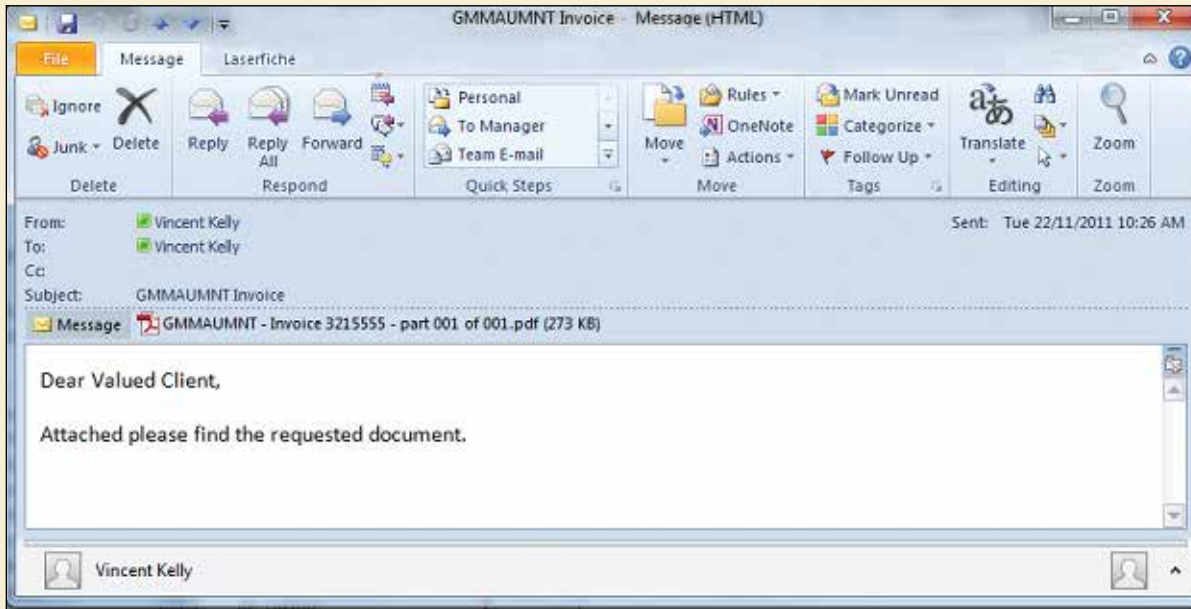 GMMAUMNT Invoice - Message (HTML)
File Message Laserfiche
Ignore
Junk
Delete
Reply
Reply All
Forward
Personal
To Manager
Team E-mail
Move
Rules
OneNote
Actions
Mark Unread
Categorize
Follow Up
あ
a
Translate
Zoom
Delete Respond Quick Steps Move Tags Editing Zoom
From: Vincent Kelly Sent: Tue 22/11/2011 10:26 AM
To: Vincent Kelly
Cc:
Subject: GMMAUMNT Invoice
Message GMMAUMNT - Invoice 3215555 - part 001 of 001.pdf (273 KB)
Dear Valued Client,
Attached please find the requested document.
Vincent Kelly